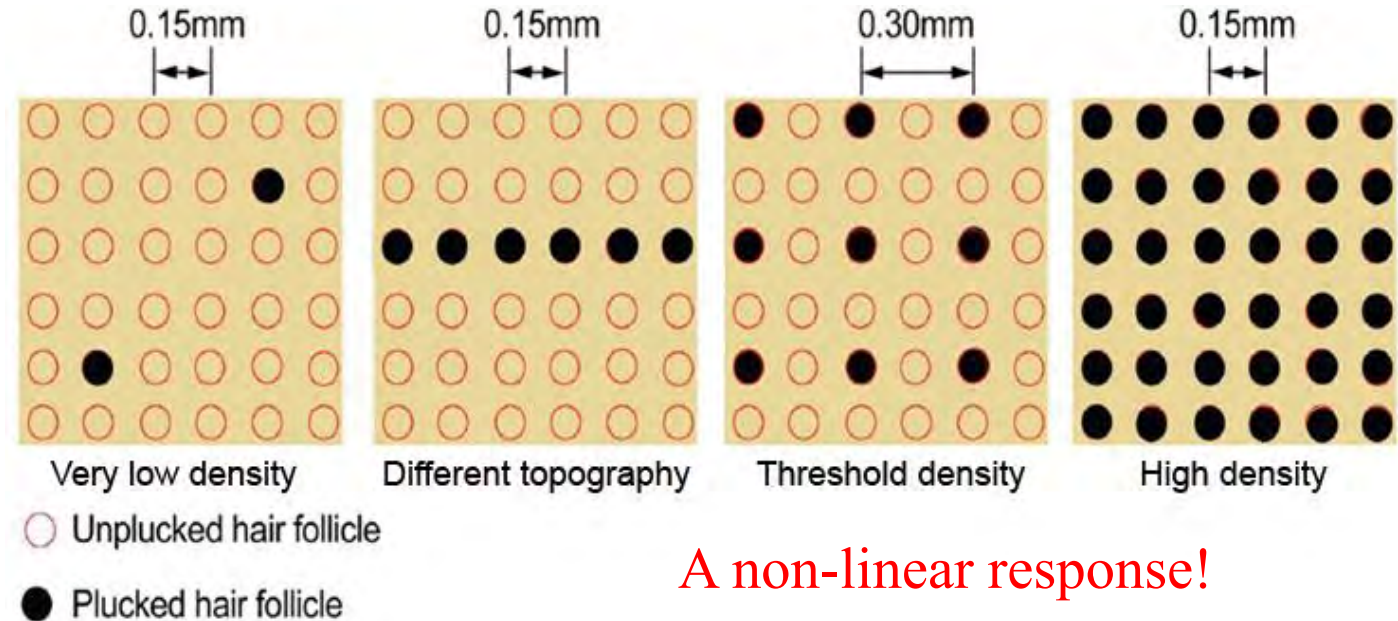 0.15mm 0.15mm 0.30mm 0.15mm
Very low density Different topography Threshold density High density
Unplucked hair follicle
Plucked hair follicle
A non-linear response!